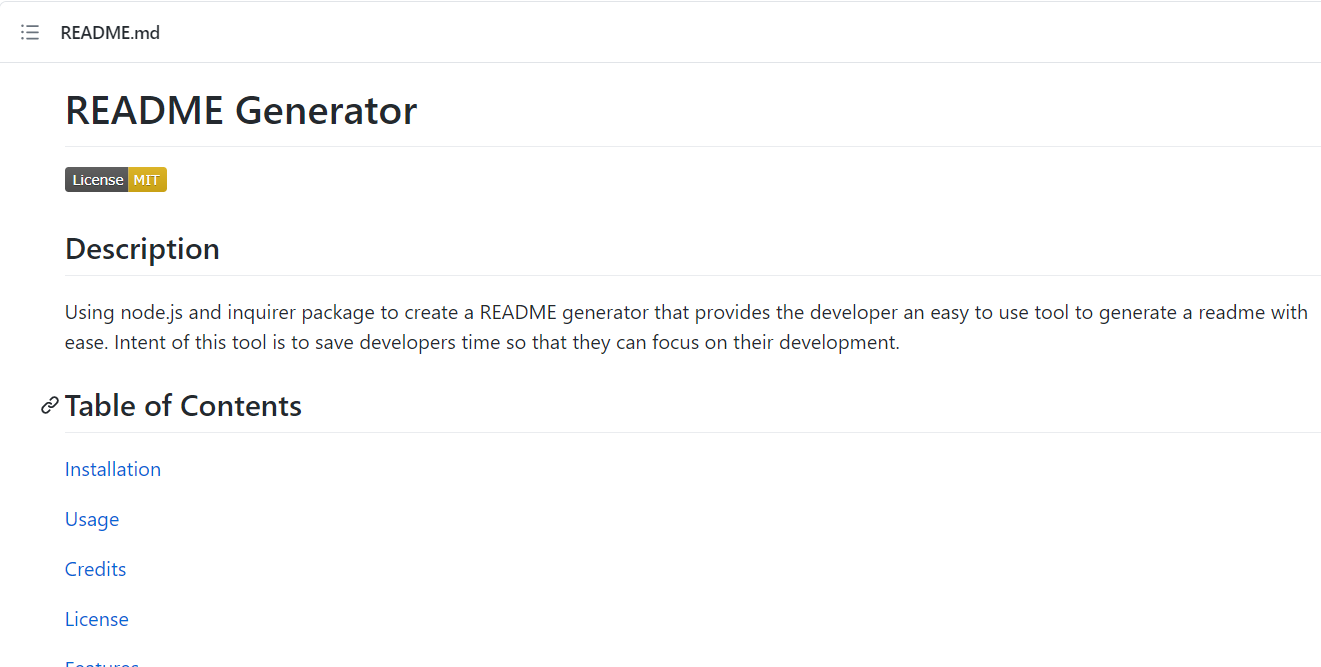 README.md
README Generator
License MIT
Description
Using node.js and inquirer package to create a README generator that provides the developer an easy to use tool to generate a readme with
ease. Intent of this tool is to save developers time so that they can focus on their development.
Table of Contents
Installation
Usage
Credits
License
Features